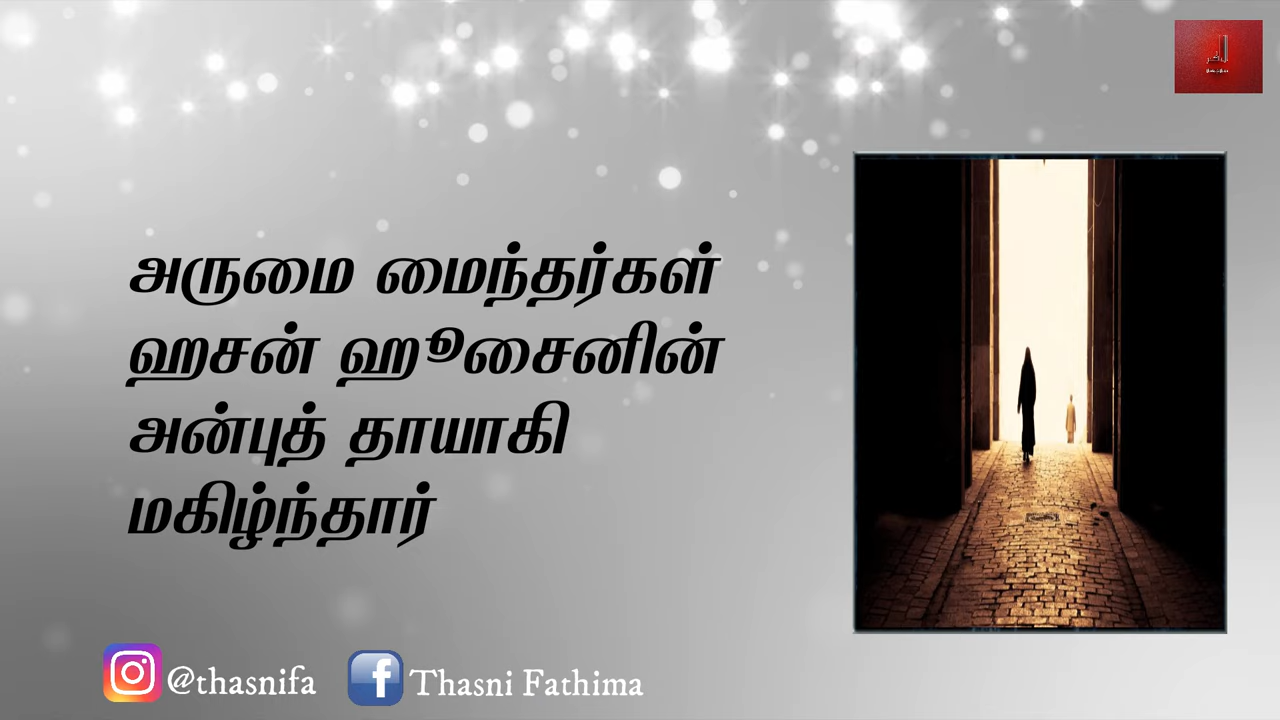 அருமை மைந்தர்கள்
ஹசன் ஹூசைனின்
அன்புத் தாயாகி
மகிழ்ந்தார்
@thasnifa
Thasni Fathima